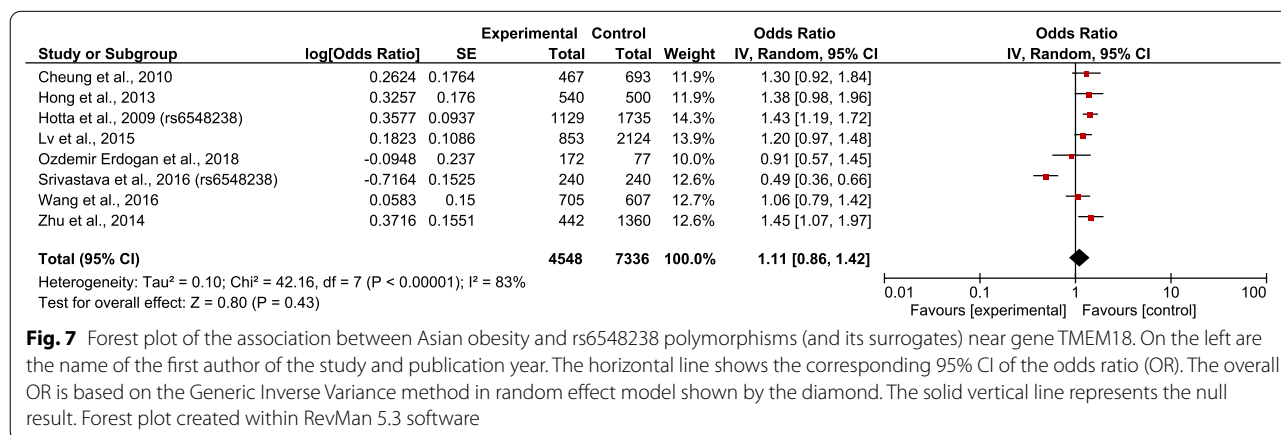 Experimental Control Odds Ratio Odds Ratio
Study or Subgroup log[Odds Ratio] SE Total Total Weight IV, Random, 95% CI IV, Random, 95% CI
Cheung et al., 2010 0.2624 0.1764 467 693 11.9% 1.30 [0.92, 1.84]
Hong et al., 2013 0.3257 0.176 540 500 11.9% 1.38 [0.98, 1.96]
Hotta et al., 2009 (rs6548238) 0.3577 0.0937 1129 1735 14.3% 1.43 [1.19, 1.72]
Lv et al., 2015 0.1823 0.1086 853 2124 13.9% 1.20 [0.97, 1.48]
Ozdemir Erdogan et al., 2018 -0.0948 0.237 172 77 10.0% 0.91 [0.57, 1.45]
Srivastava et al., 2016 (rs6548238) -0.7164 0.1525 240 240 12.6% 0.49 [0.36, 0.66]
Wang et al., 2016 0.0583 0.15 705 607 12.7% 1.06 [0.79, 1.42]
Zhu et al., 2014 0.3716 0.1551 442 1360 12.6% 1.45 [1.07, 1.97]
Total (95% CI) 4548 7336 100.0% 1.11 [0.86, 1.42]
Heterogeneity: Tau² = 0.10; Chi² = 42.16, df = 7 (P < 0.00001); I² = 83%
Test for overall effect: Z = 0.80 (P = 0.43)
0.01 0.1 1 10 100
Favours [experimental] Favours [control]
Fig. 7 Forest plot of the association between Asian obesity and rs6548238 polymorphisms (and its surrogates) near gene TMEM18. On the left are
the name of the first author of the study and publication year. The horizontal line shows the corresponding 95% CI of the odds ratio (OR). The overall
OR is based on the Generic Inverse Variance method in random effect model shown by the diamond. The solid vertical line represents the null
result. Forest plot created within RevMan 5.3 software